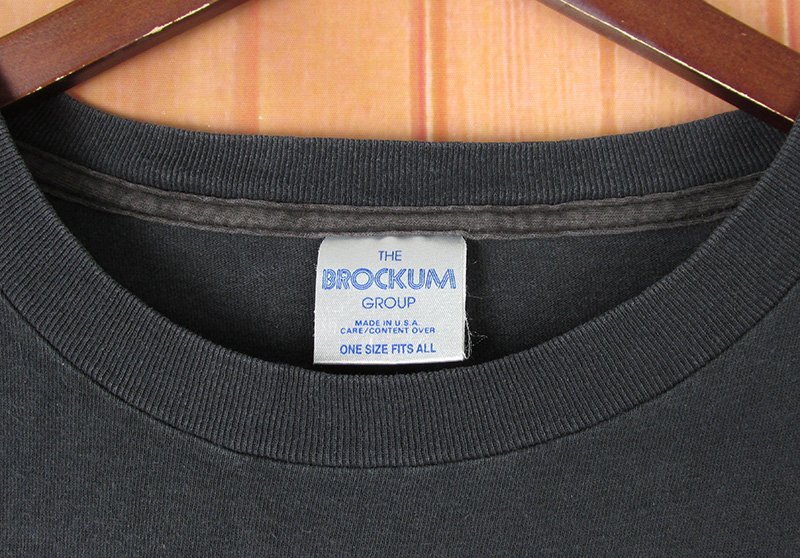 THE
BROCKUM
GROUP
MADE IN U.S.A.
CARE/CONTENT OVER
ONE SIZE FITS ALL